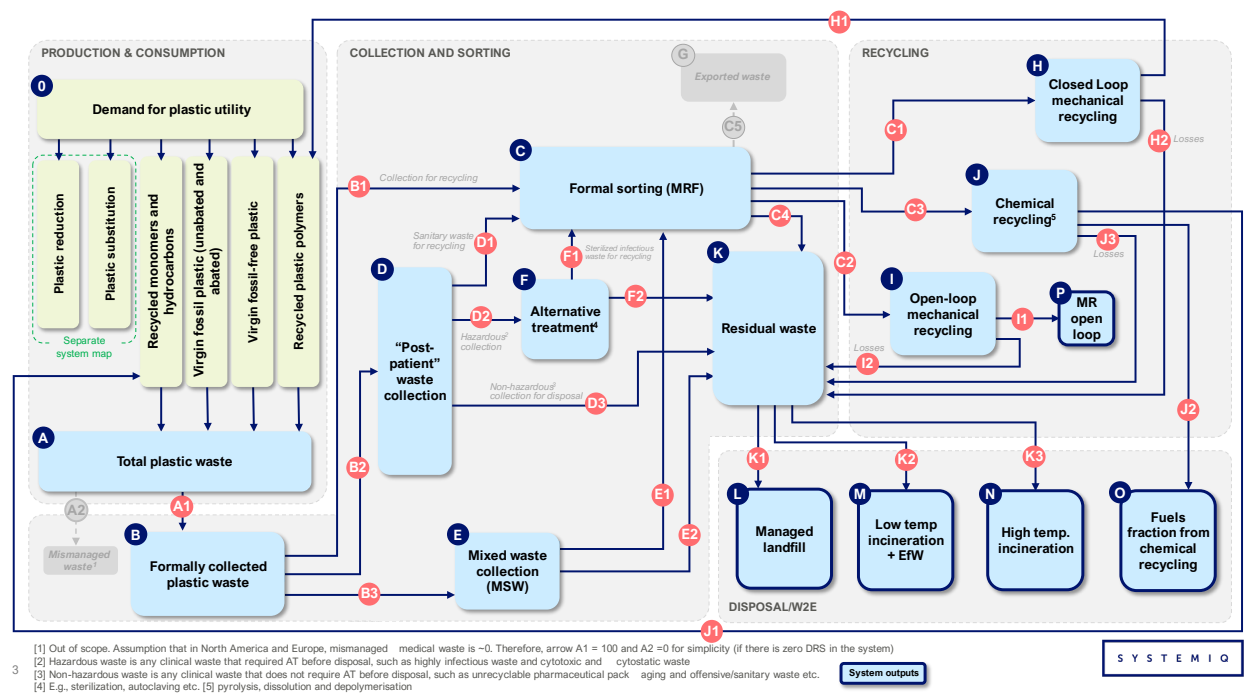 H1
PRODUCTION & CONSUMPTION
COLLECTION AND SORTING
RECYCLING
0
Demand for plastic utility
Plastic reduction
Plastic substitution
Recycled monomers and
hydrocarbons
Virgin fossil plastic (unabated and
abated)
Virgin fossil-free plastic
Recycled plastic polymers
Separate
system map
A
Total plastic waste
A2
A1
Mismanaged
waste¹
B
Formally collected
plastic waste
B1
Collection for recycling
B2
B3
G
Exported waste
C5
C
Formal sorting (MRF)
C1
C3
C4
C2
Sanitary waste
for recycling
D1
D
"Post-
patient"
waste
collection
D2
Hazardous²
collection
Non-hazardous³
collection for disposal
D3
F
Alternative
treatment⁴
F1
Sterilized infectious
waste for recycling
F2
E
Mixed waste
collection
(MSW)
E1
E2
K
Residual waste
H
Closed Loop
mechanical
recycling
H2
Losses
J
Chemical
recycling⁵
J3
Losses
I
Open-loop
mechanical
recycling
I1
P
MR
open
loop
Losses
I2
J2
K1
K2
K3
L
Managed
landfill
M
Low temp
incineration
+ EfW
N
High temp.
incineration
O
Fuels
fraction from
chemical
recycling
DISPOSAL/W2E
J1
[1] Out of scope. Assumption that in North America and Europe, mismanaged medical waste is ~0. Therefore, arrow A1 = 100 and A2 =0 for simplicity (if there is zero DRS in the system)
[2] Hazardous waste is any clinical waste that required AT before disposal, such as highly infectious waste and cytotoxic and cytostatic waste
[3] Non-hazardous waste is any clinical waste that does not require AT before disposal, such as unrecyclable pharmaceutical pack aging and offensive/sanitary waste etc.
[4] E.g., sterilization, autoclaving etc. [5] pyrolysis, dissolution and depolymerisation
3
System outputs
SYSTEMIQ